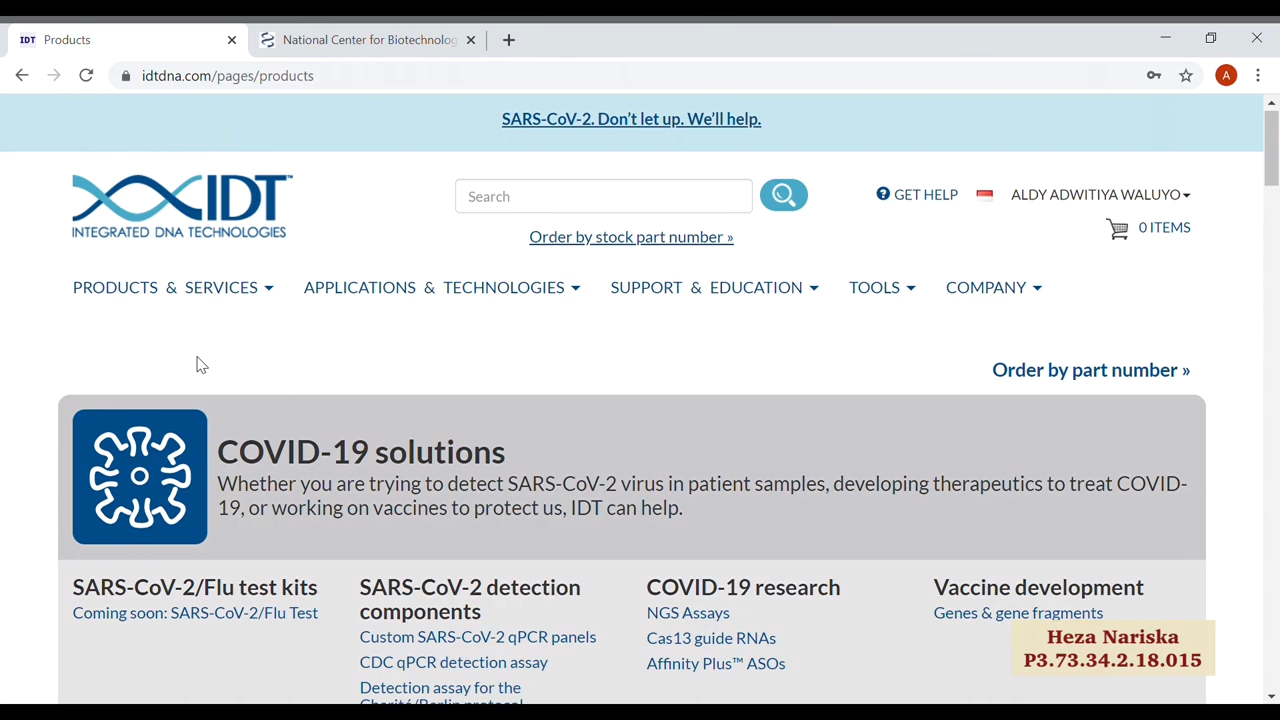 IDT Products
National Center for Biotechnolog
idtdna.com/pages/products
A
SARS-CoV-2. Don't let up. We'll help.
IDT
INTEGRATED DNA TECHNOLOGIES
Search
Order by stock part number »
GET HELP
ALDY ADWITIYA WALUYO
0 ITEMS
PRODUCTS & SERVICES
APPLICATIONS & TECHNOLOGIES
SUPPORT & EDUCATION
TOOLS
COMPANY
Order by part number »
COVID-19 solutions
Whether you are trying to detect SARS-CoV-2 virus in patient samples, developing therapeutics to treat COVID-
19, or working on vaccines to protect us, IDT can help.
SARS-CoV-2/Flu test kits
Coming soon: SARS-CoV-2/Flu Test
SARS-CoV-2 detection
components
Custom SARS-CoV-2 qPCR panels
CDC qPCR detection assay
Detection assay for the
Charité/Berlin protocol
COVID-19 research
NGS Assays
Cas13 guide RNAs
Affinity Plus™ ASOs
Vaccine development
Genes & gene fragments
Heza Nariska
P3.73.34.2.18.015